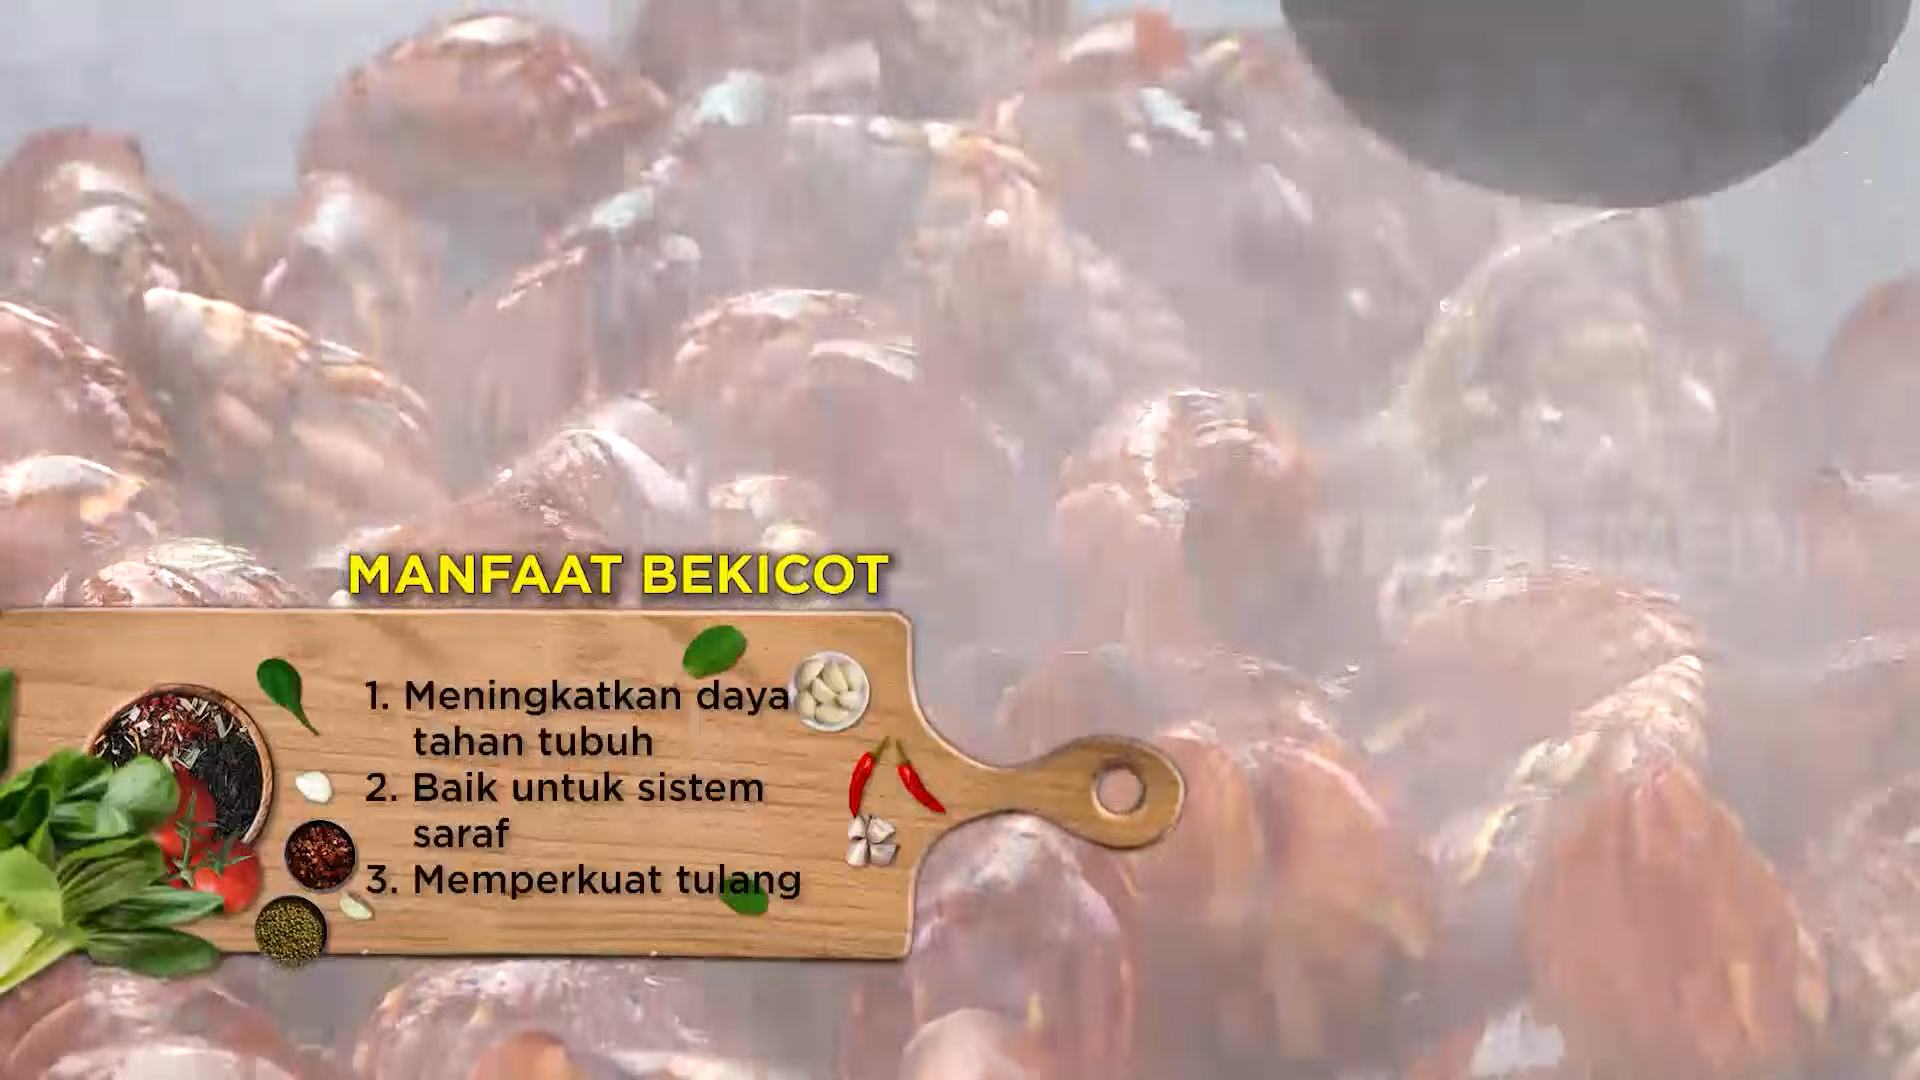 MANFAAT BEKICOT
1. Meningkatkan daya
tahan tubuh
2. Baik untuk sistem
saraf
3. Memperkuat tulang